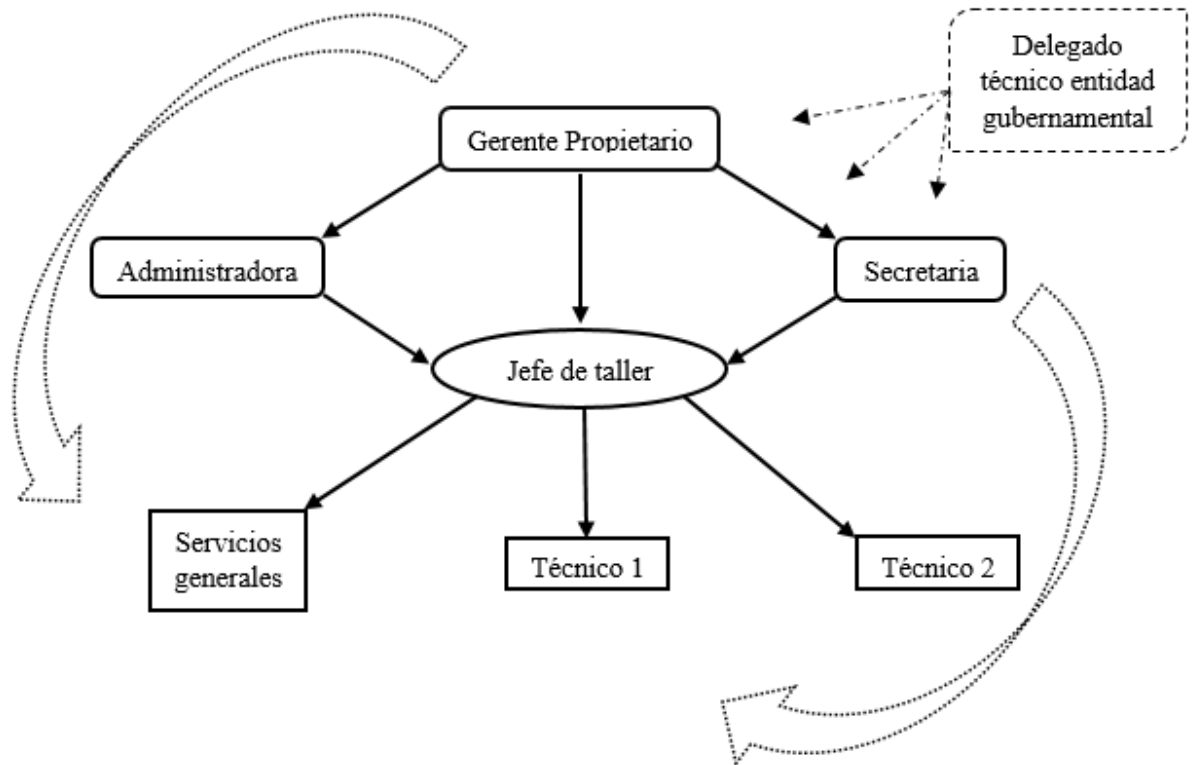 Delegado
técnico entidad
gubernamental
Gerente Propietario
Administradora
Secretaria
Jefe de taller
Servicios
generales
Técnico 1
Técnico 2